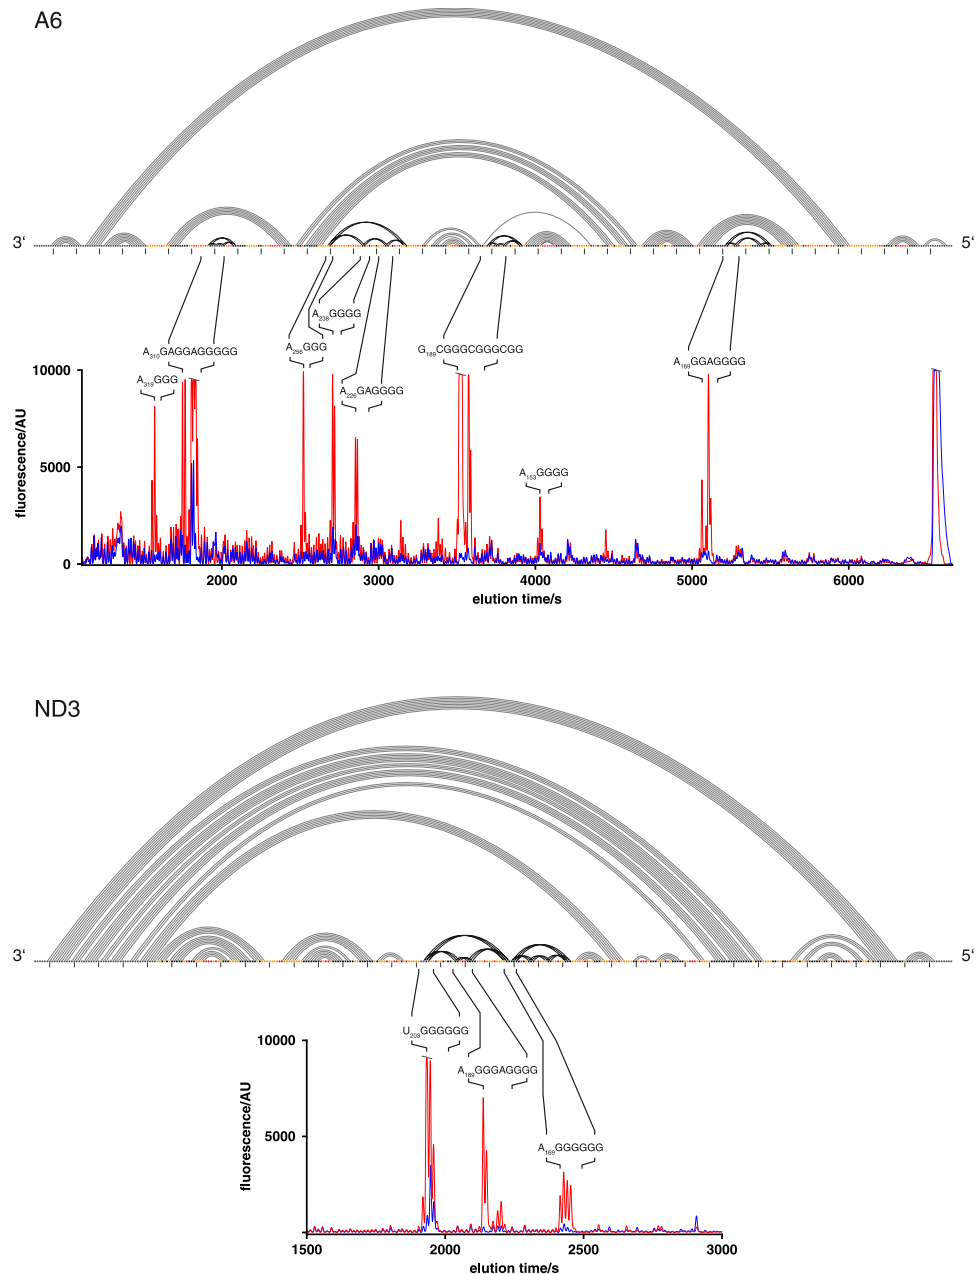 A6
3‘ 5‘
A238GGGG
A256GGG
G189CGGGCGGGCGG
A310GAGGAGGGGG
A169GGAGGGG
A319GGG
A226GAGGGG
A153GGGG
10000
5000
0
fluorescence/AU
2000 3000 4000 5000 6000
elution time/s
ND3
3‘ 5‘
U203GGGGGG
A189GGGAGGGG
A169GGGGGG
10000
5000
fluorescence/AU
1500 2000 2500 3000
elution time/s